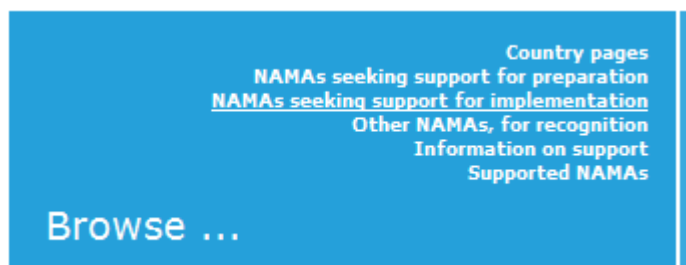 Country pages
NAMAs seeking support for preparation
NAMAs seeking support for implementation
Other NAMAs, for recognition
Information on support
Supported NAMAs
Browse ...